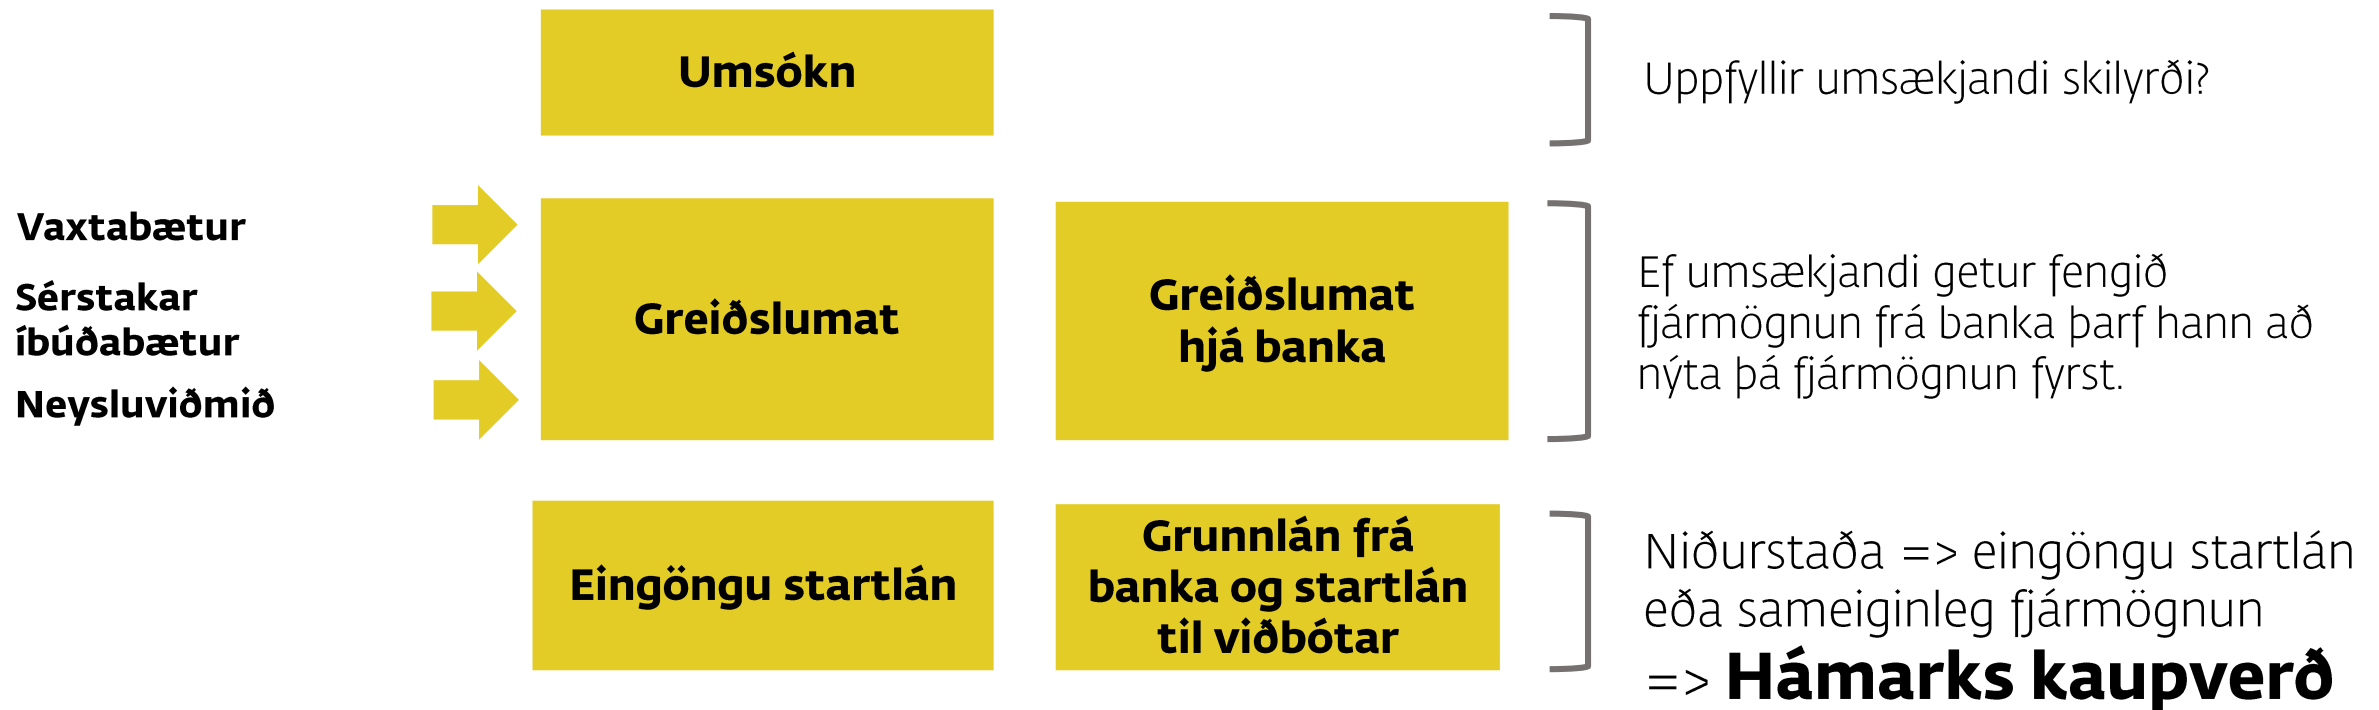 Umsókn
Uppfyllir umsækjandi skilyrði?
Vaxtabætur
Sérstakar
íbúðabætur
Neysluviðmið
Greiðslumat
Greiðslumat
hjá banka
Ef umsækjandi getur fengið
fjármögnun frá banka þarf hann að
nýta þá fjármögnun fyrst.
Eingöngu startlán
Grunnlán frá
banka og startlán
til viðbótar
Niðurstaða => eingöngu startlán
eða sameiginleg fjármögnun
=> Hámarks kaupverð